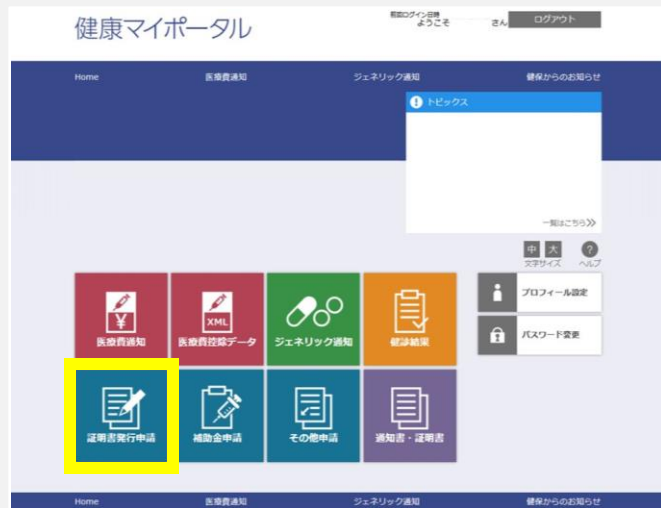 健康マイポータル
前回ログイン日時
ようこそ さん
ログアウト
Home 医療費通知 ジェネリック通知 健保からのお知らせ
! トピックス
一覧はこちら》
中 大 ?
文字サイズ ヘルプ
プロフィール設定
パスワード変更
¥ XML
医療費通知 医療費控除データ ジェネリック通知 健診結果
証明書発行申請 補助金申請 その他申請 通知書・証明書
Home 医療費通知 ジェネリック通知 健保からのお知らせ